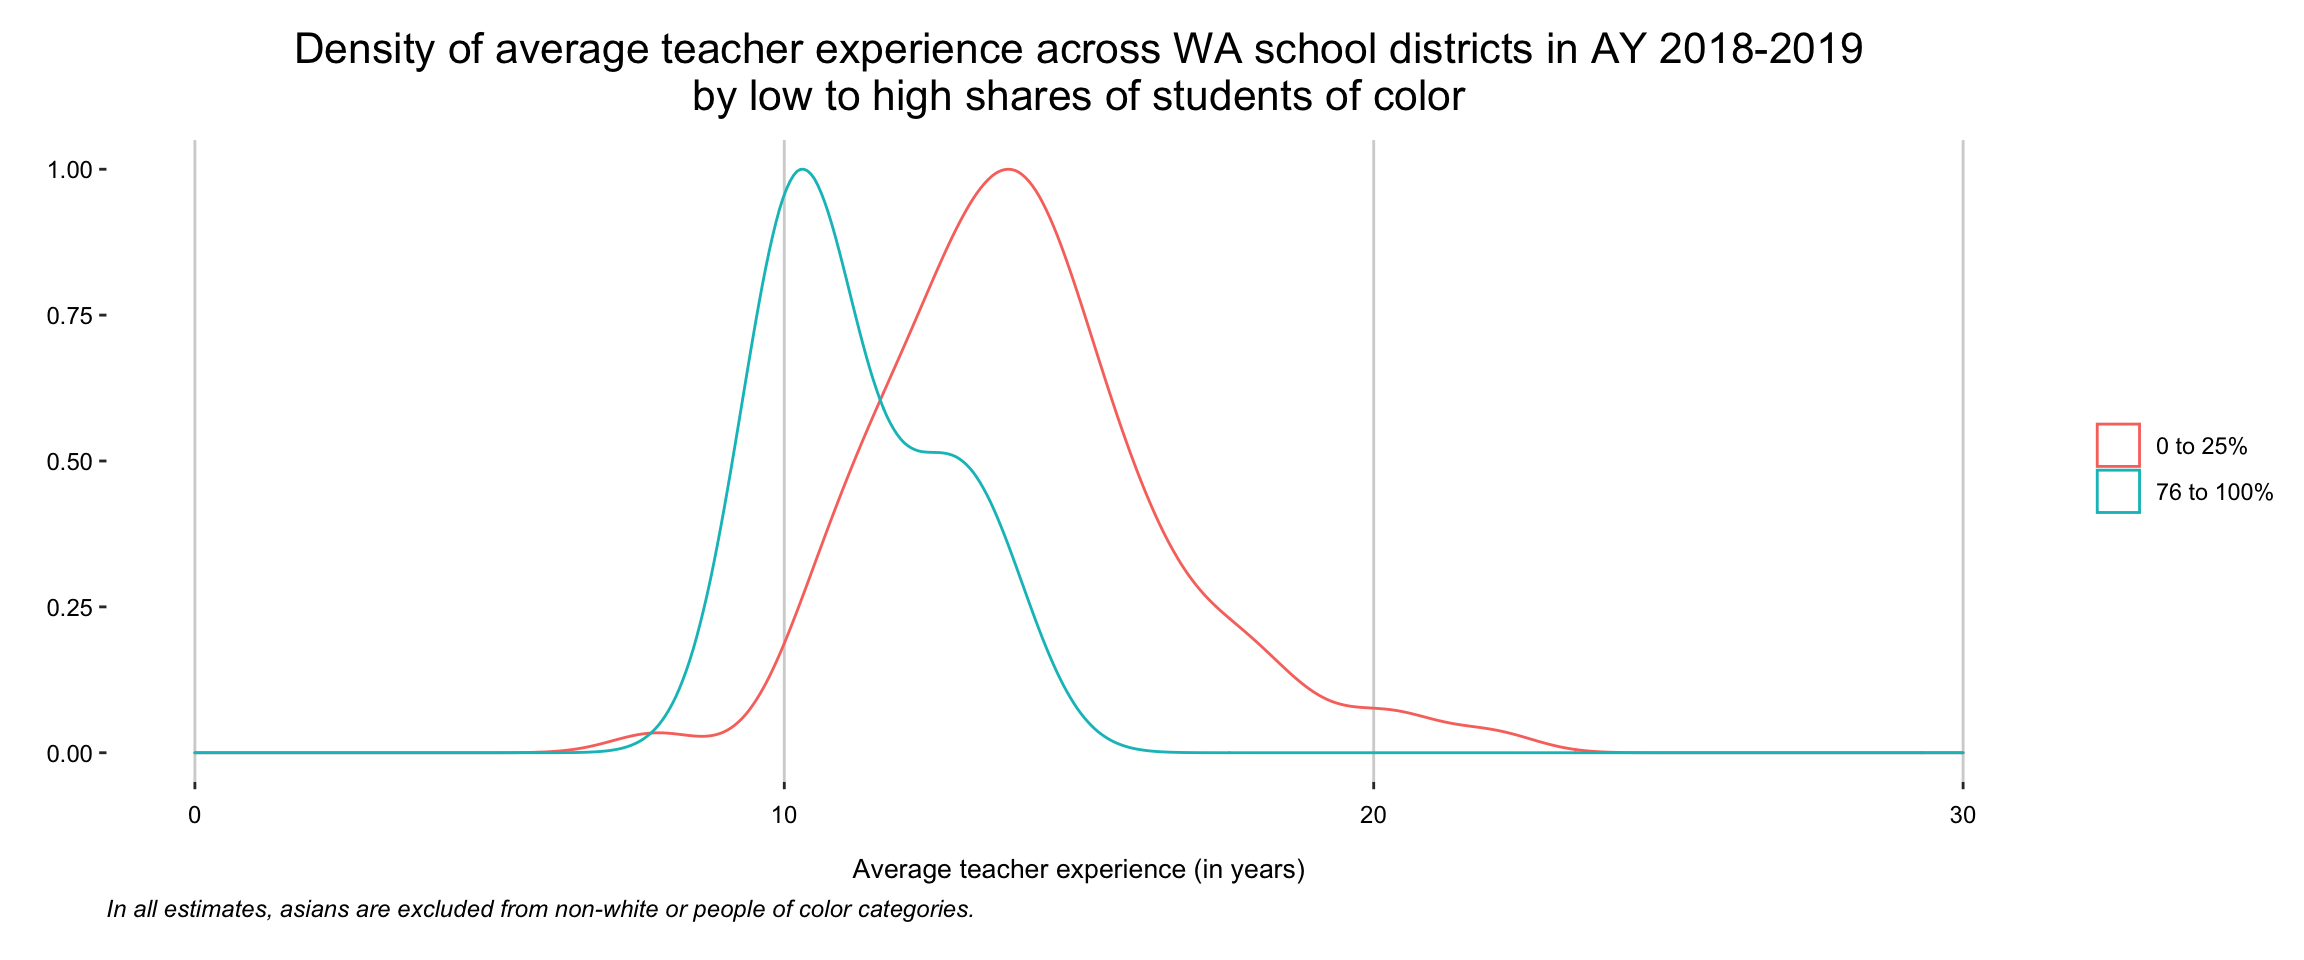 Density of average teacher experience across WA school districts in AY 2018-2019
by low to high shares of students of color
1.00
0.75
0.50
0.25
0.00
0 to 25%
76 to 100%
0 10 20 30
Average teacher experience (in years)
In all estimates, asians are excluded from non-white or people of color categories.